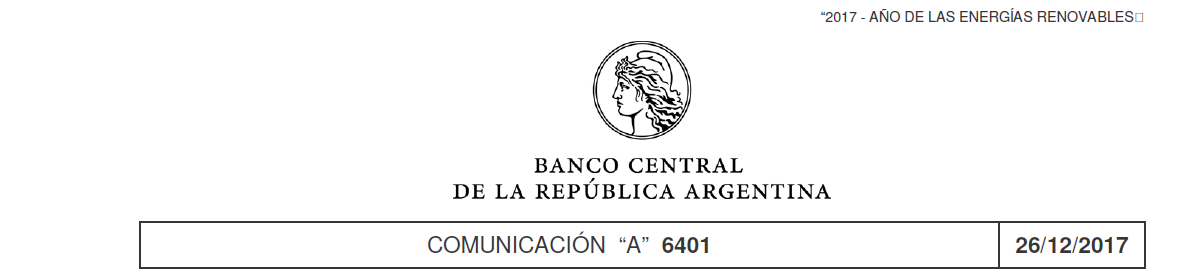 “2017 - AÑO DE LAS ENERGÍAS RENOVABLES
BANCO CENTRAL
DE LA REPÚBLICA ARGENTINA
COMUNICACIÓN “A” 6401
26/12/2017